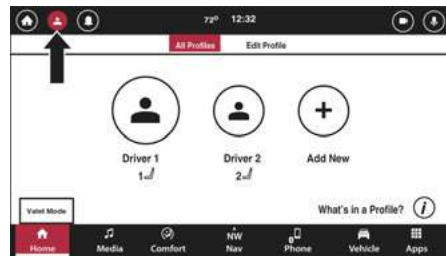 72° 12:32
All Profiles Edit Profile
Driver 1 Driver 2 Add New
1 2
What's in a Profile? i
Valet Mode
NW
0
Home Media Comfort Nav Phone Vehicle Apps